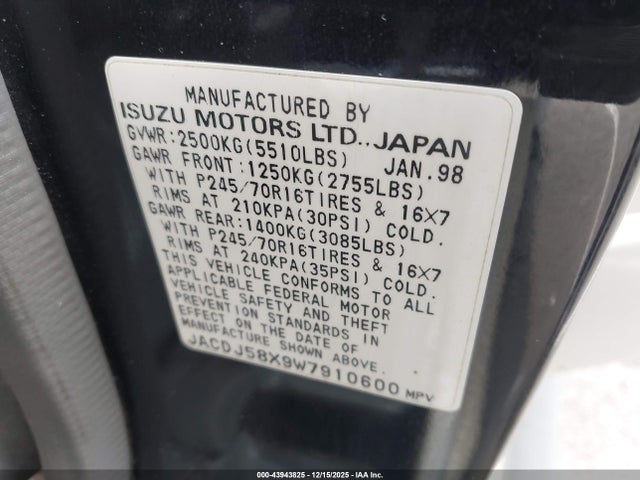 MANUFACTURED BY
ISUZU MOTORS LTD., JAPAN
GVWR:2500KG(5510LBS) JAN.98
GAWR FRONT:1250KG(2755LBS)
WITH P245/70R16TIRES & 16X7
RIMS AT 210KPA(30PSI) COLD.
GAWR REAR:1400KG(3085LBS)
WITH P245/70R16TIRES & 16X7
RIMS AT 240KPA(35PSI) COLD.
THIS VEHICLE CONFORMS TO ALL
APPLICABLE FEDERAL MOTOR
VEHICLE SAFETY AND THEFT
PREVENTION STANDARDS IN
EFFECT ON THE DATE OF
MANUFACTURE SHOWN ABOVE.
JACDJ58X9W7910600 MPV
000-43943825 - 12/15/2025 - IAA Inc.